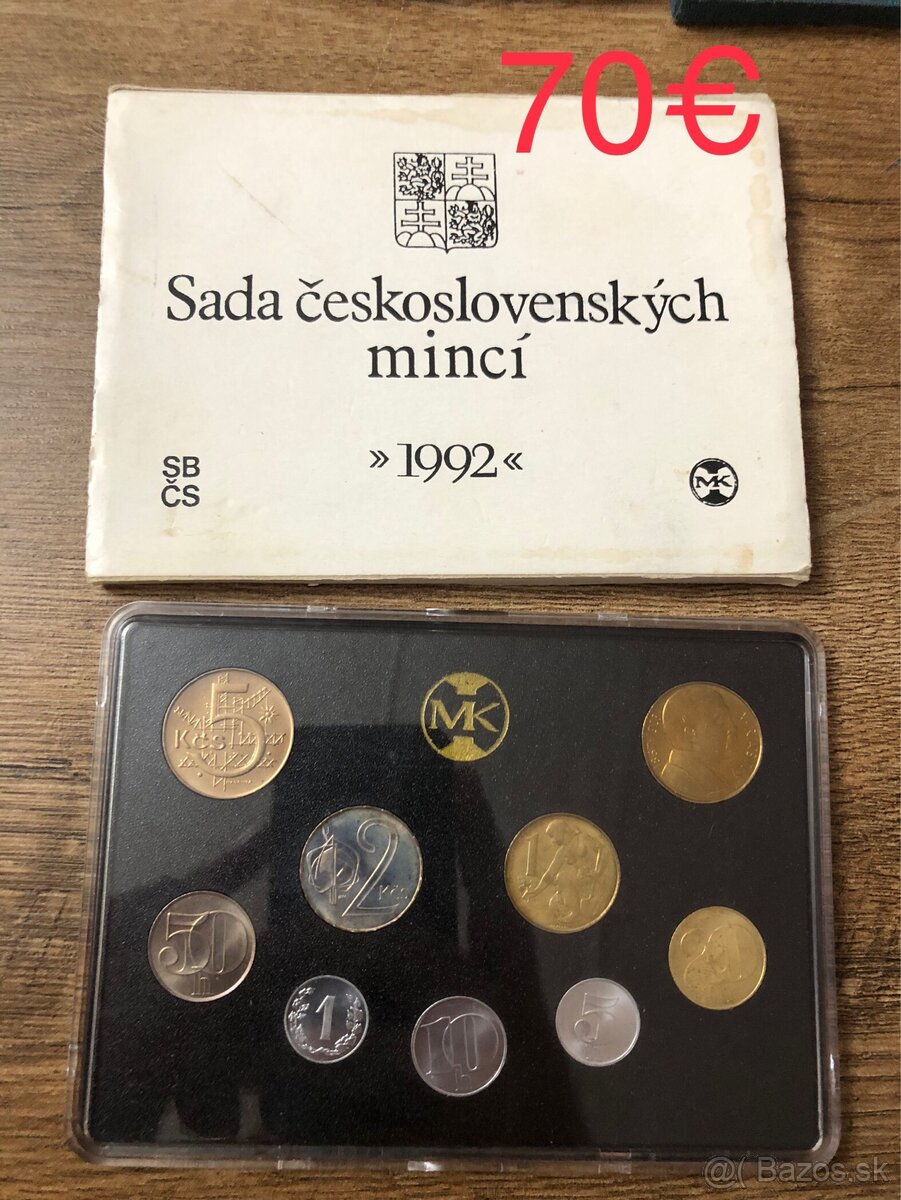 70€
Sada československých
mincí
»1992«
SB
ČS
MK
MK
5
Kčs
2
Kčs
1
50
h
1
10
h
5
20
@( Bazos.sk